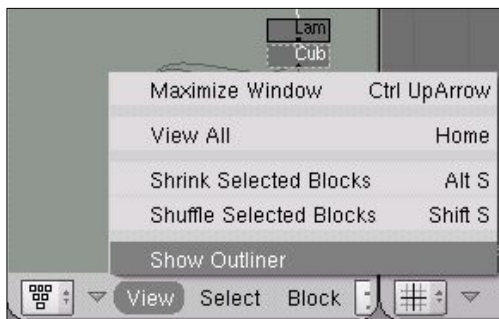 Lam
Cub
Maximize Window Ctrl UpArrow
View All Home
Shrink Selected Blocks Alt S
Shuffle Selected Blocks Shift S
Show Outliner
View Select Block